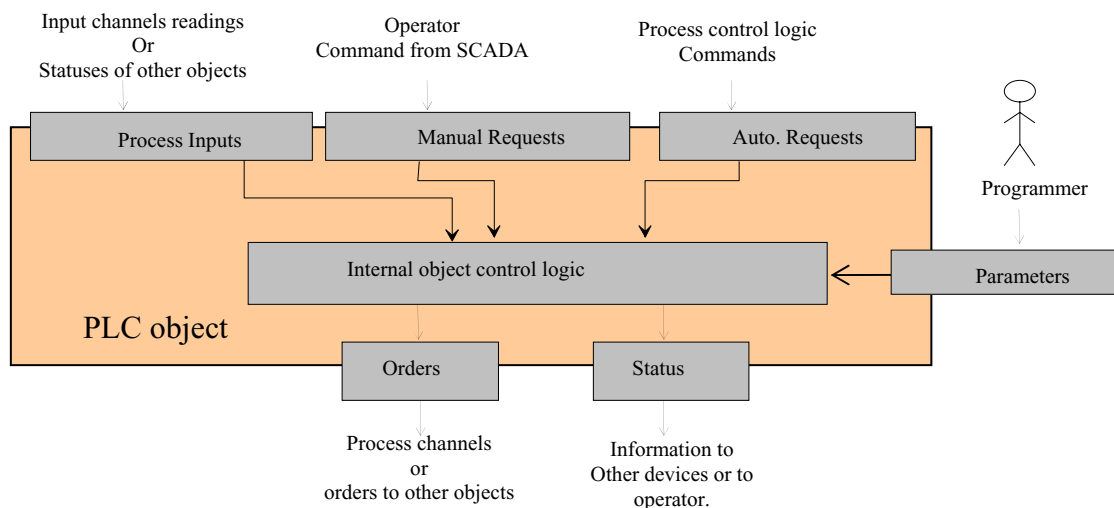 Input channels readings
Or
Statuses of other objects
Operator
Command from SCADA
Process control logic
Commands
Process Inputs
Manual Requests
Auto. Requests
Programmer
Internal object control logic
Parameters
PLC object
Orders
Status
Process channels
or
orders to other objects
Information to
Other devices or to
operator.